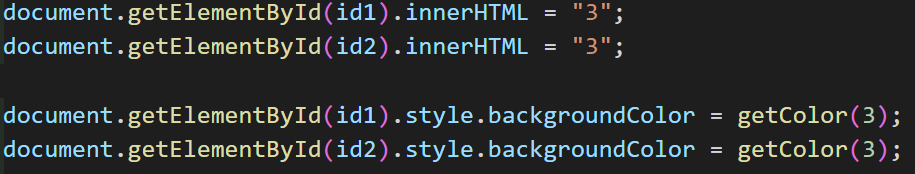 document.getElementById(id1).innerHTML = "3";
document.getElementById(id2).innerHTML = "3";
document.getElementById(id1).style.backgroundColor = getColor(3);
document.getElementById(id2).style.backgroundColor = getColor(3);